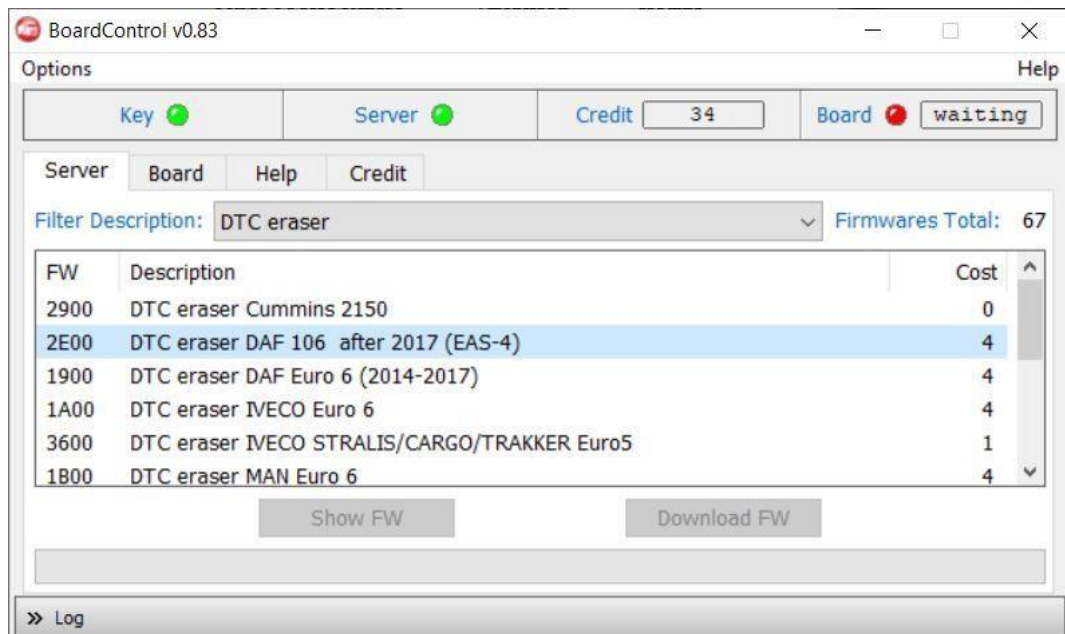 BoardControl v0.83
Options Help
Key Server Credit 34 Board waiting
Server Board Help Credit
Filter Description: DTC eraser Firmwares Total: 67
FW Description Cost
2900 DTC eraser Cummins 2150 0
2E00 DTC eraser DAF 106 after 2017 (EAS-4) 4
1900 DTC eraser DAF Euro 6 (2014-2017) 4
1A00 DTC eraser IVECO Euro 6 4
3600 DTC eraser IVECO STRALIS/CARGO/TRAKKER Euro5 1
1B00 DTC eraser MAN Euro 6 4
Show FW Download FW
» Log